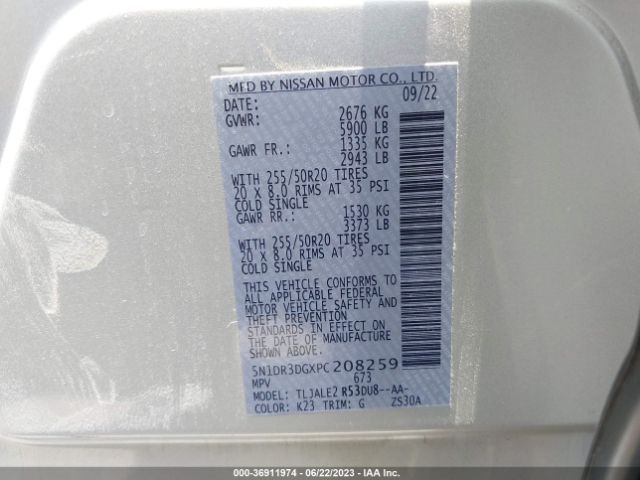 MFD BY NISSAN MOTOR CO., LTD.
DATE: 09/22
GVWR: 2676 KG
5900 LB
GAWR FR.: 1335 KG
2943 LB
WITH 255/50R20 TIRES
20 X 8.0 RIMS AT 35 PSI
COLD SINGLE
GAWR RR.: 1530 KG
3373 LB
WITH 255/50R20 TIRES
20 X 8.0 RIMS AT 35 PSI
COLD SINGLE
THIS VEHICLE CONFORMS TO
ALL APPLICABLE FEDERAL
MOTOR VEHICLE SAFETY AND
THEFT PREVENTION
STANDARDS IN EFFECT ON
THE DATE OF MANUFACTURE
SHOWN ABOVE.
5N1DR3DGXPC208259
MPV 673
MODEL: TLJALE2 R53DU8--AA-
COLOR: K23 TRIM: G ZS30A
000-36911974 | 06/22/2023 | IAA Inc.